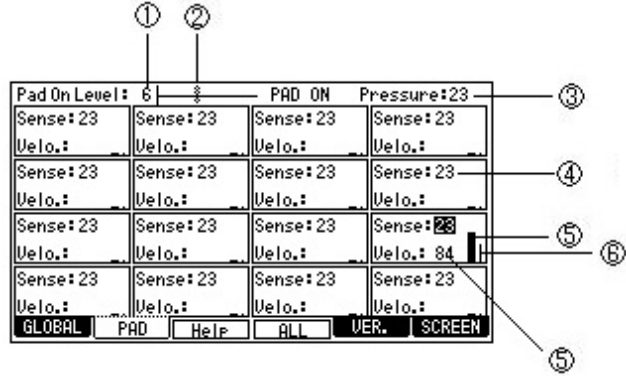 ① ②
Pad On Level: 6 PAD ON Pressure:23 ③
Sense:23 Sense:23 Sense:23 Sense:23
Velo.: Velo.: Velo.: Velo.:
Sense:23 Sense:23 Sense:23 Sense:23 ④
Velo.: Velo.: Velo.: Velo.:
Sense:23 Sense:23 Sense:23 Sense:23 ⑤
Velo.: Velo.: Velo.: Velo.: 84 ⑥
Sense:23 Sense:23 Sense:23 Sense:23
Velo.: Velo.: Velo.: Velo.:
GLOBAL PAD Help ALL VER. SCREEN
⑤